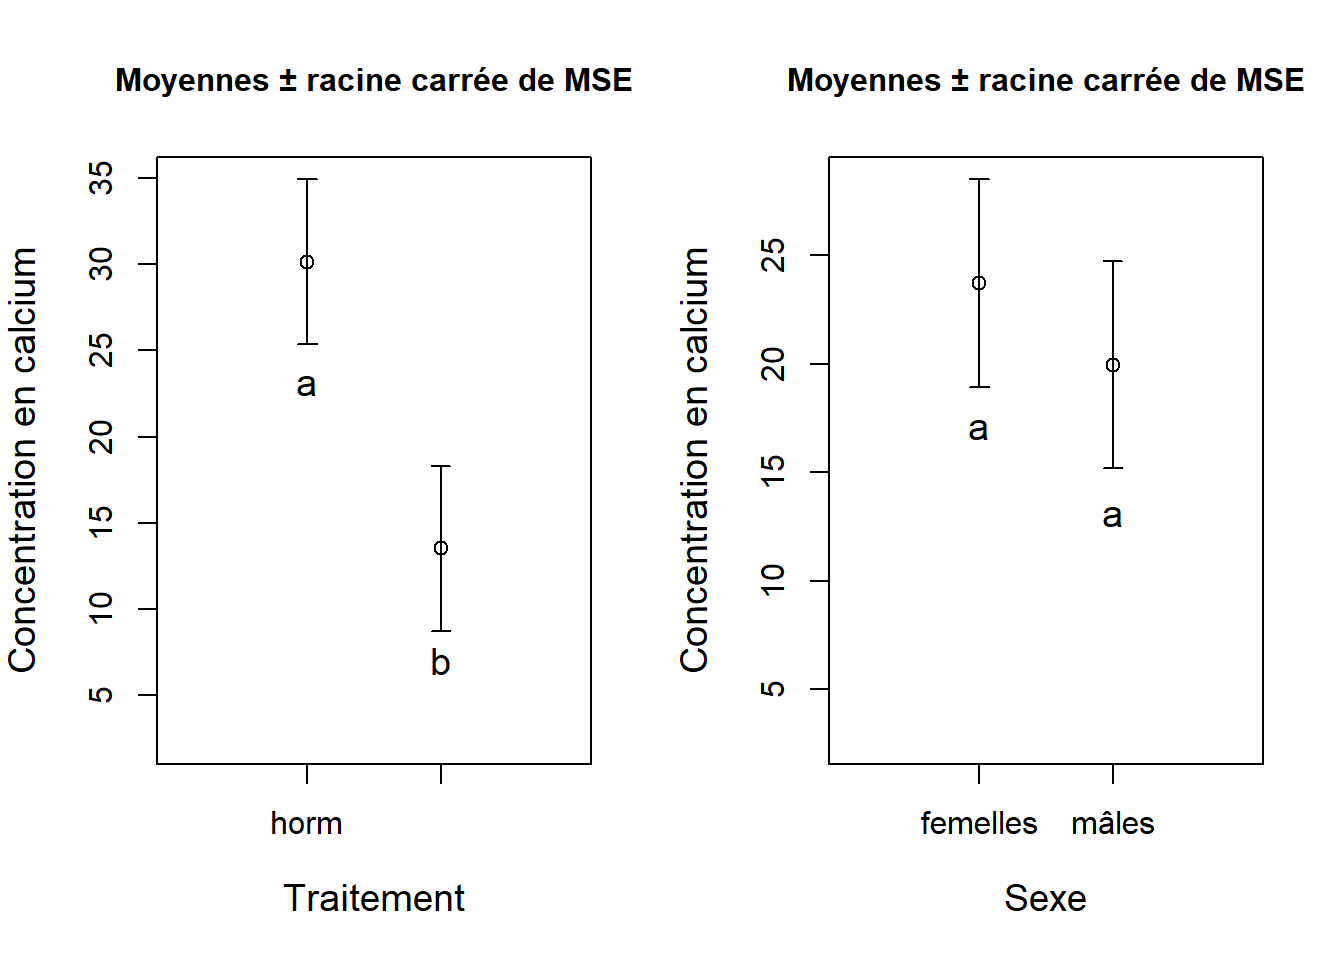 Moyennes ± racine carrée de MSE
Concentration en calcium
35
30
25
20
15
10
5
a
b
horm
Traitement
Moyennes ± racine carrée de MSE
Concentration en calcium
25
20
15
10
5
a
a
femelles mâles
Sexe